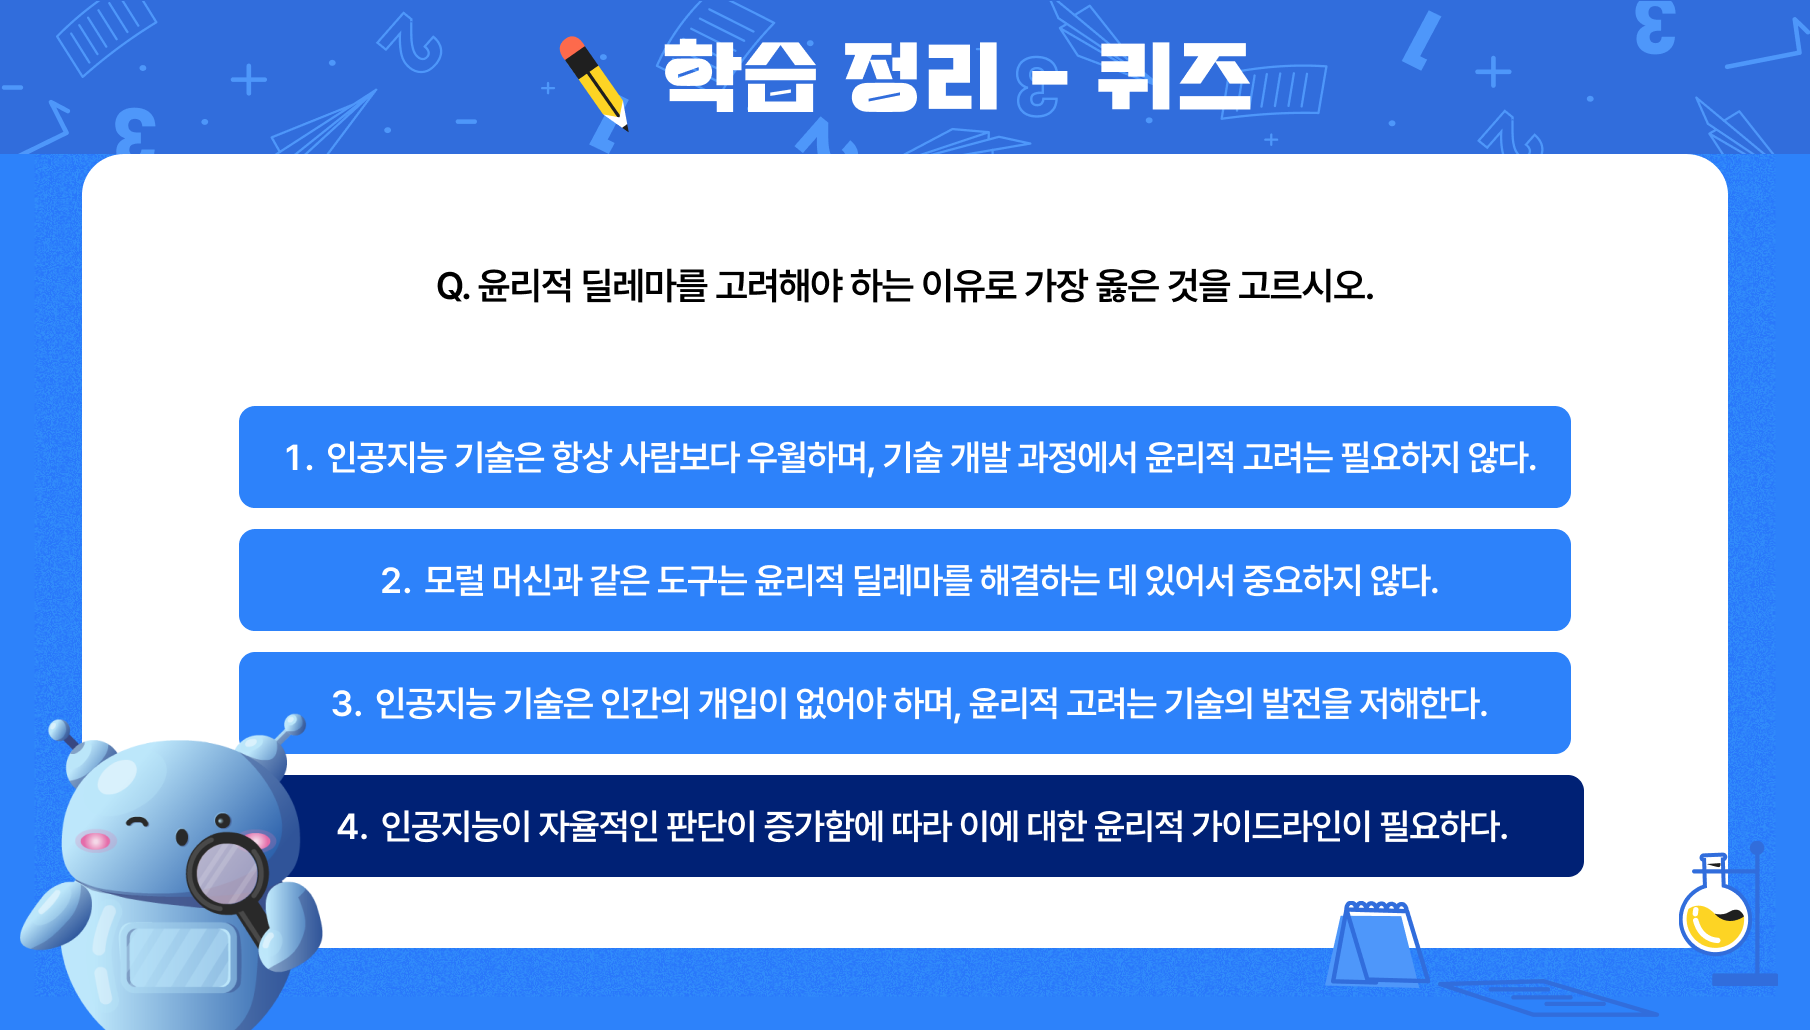 학습 정리 - 퀴즈
Q. 윤리적 딜레마를 고려해야 하는 이유로 가장 옳은 것을 고르시오.
1. 인공지능 기술은 항상 사람보다 우월하며, 기술 개발 과정에서 윤리적 고려는 필요하지 않다.
2. 모럴 머신과 같은 도구는 윤리적 딜레마를 해결하는 데 있어서 중요하지 않다.
3. 인공지능 기술은 인간의 개입이 없어야 하며, 윤리적 고려는 기술의 발전을 저해한다.
4. 인공지능이 자율적인 판단이 증가함에 따라 이에 대한 윤리적 가이드라인이 필요하다.